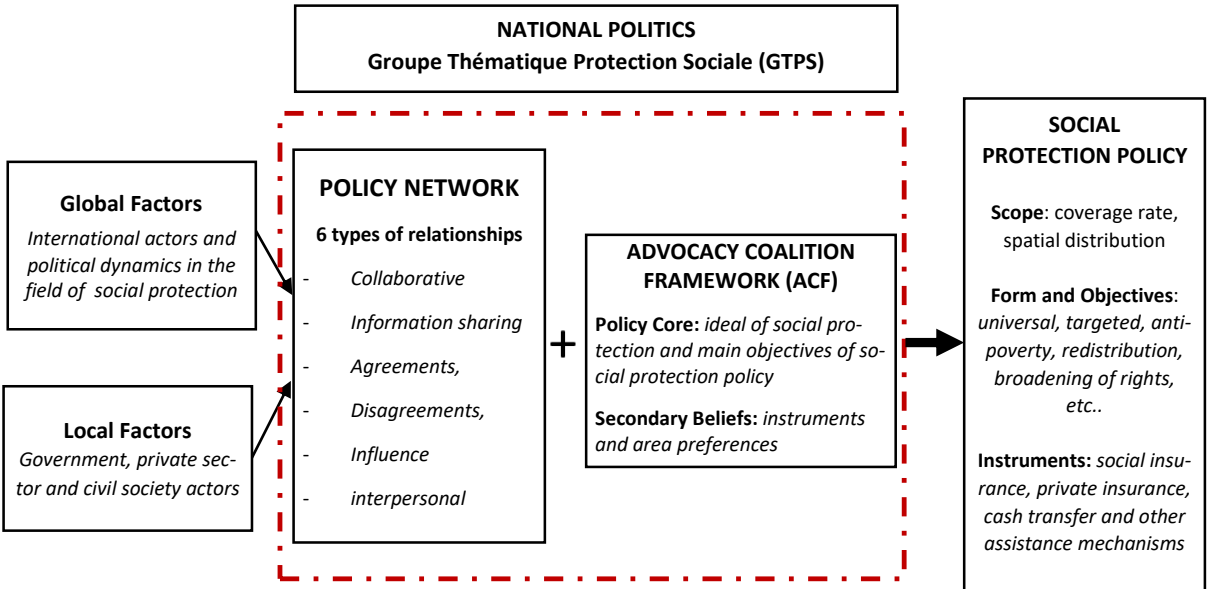 NATIONAL POLITICS
Groupe Thématique Protection Sociale (GTPS)
Global Factors
International actors and
political dynamics in the
field of social protection
Local Factors
Government, private sec-
tor and civil society actors
POLICY NETWORK
6 types of relationships
- Collaborative
- Information sharing
- Agreements,
- Disagreements,
- Influence
- interpersonal
+
ADVOCACY COALITION
FRAMEWORK (ACF)
Policy Core: ideal of social pro-
tection and main objectives of so-
cial protection policy
Secondary Beliefs: instruments
and area preferences
SOCIAL
PROTECTION POLICY
Scope: coverage rate,
spatial distribution
Form and Objectives:
universal, targeted, anti-
poverty, redistribution,
broadening of rights,
etc..
Instruments: social insu-
rance, private insurance,
cash transfer and other
assistance mechanisms